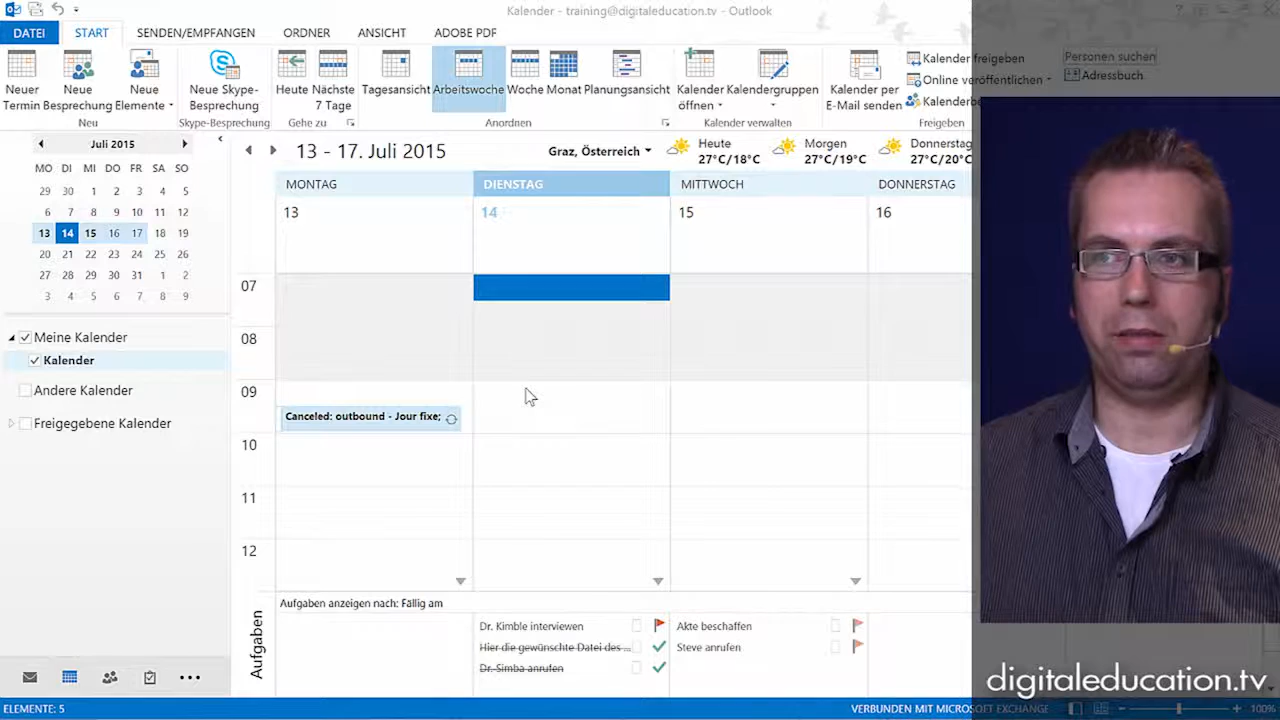 Kalender - training@digitaleducation.tv - Outlook
DATEI START SENDEN/EMPFANGEN ORDNER ANSICHT ADOBE PDF
Neuer Termin
Neue Besprechung
Neue Elemente
Neue Skype-Besprechung
Heute
Nächste 7 Tage
Tagesansicht
Arbeitswoche
Woche
Monat
Planungsansicht
Kalender öffnen
Kalendergruppen
Kalender per E-Mail senden
Kalender freigeben
Online veröffentlichen
Personen suchen
Adressbuch
Neu
Skype-Besprechung
Gehe zu
Anordnen
Kalender verwalten
Freigeben
Juli 2015
MO DI MI DO FR SA SO
29 30 1 2 3 4 5
6 7 8 9 10 11 12
13 14 15 16 17 18 19
20 21 22 23 24 25 26
27 28 29 30 31 1 2
3 4 5 6 7 8 9
Meine Kalender
Kalender
Andere Kalender
Freigegebene Kalender
13 - 17. Juli 2015
Graz, Österreich
Heute
27°C/18°C
Morgen
27°C/19°C
Donnerstag
27°C/20°C
MONTAG DIENSTAG MITTWOCH DONNERSTAG
13 14 15 16
07
08
09
Canceled: outbound - Jour fixe;
10
11
12
Aufgaben
Aufgaben anzeigen nach: Fällig am
Dr. Kimble interviewen
Hier die gewünschte Datei des ...
Dr. Simba anrufen
Akte beschaffen
Steve anrufen
digitaleducation.tv
ELEMENTE: 5
VERBUNDEN MIT MICROSOFT EXCHANGE
100%